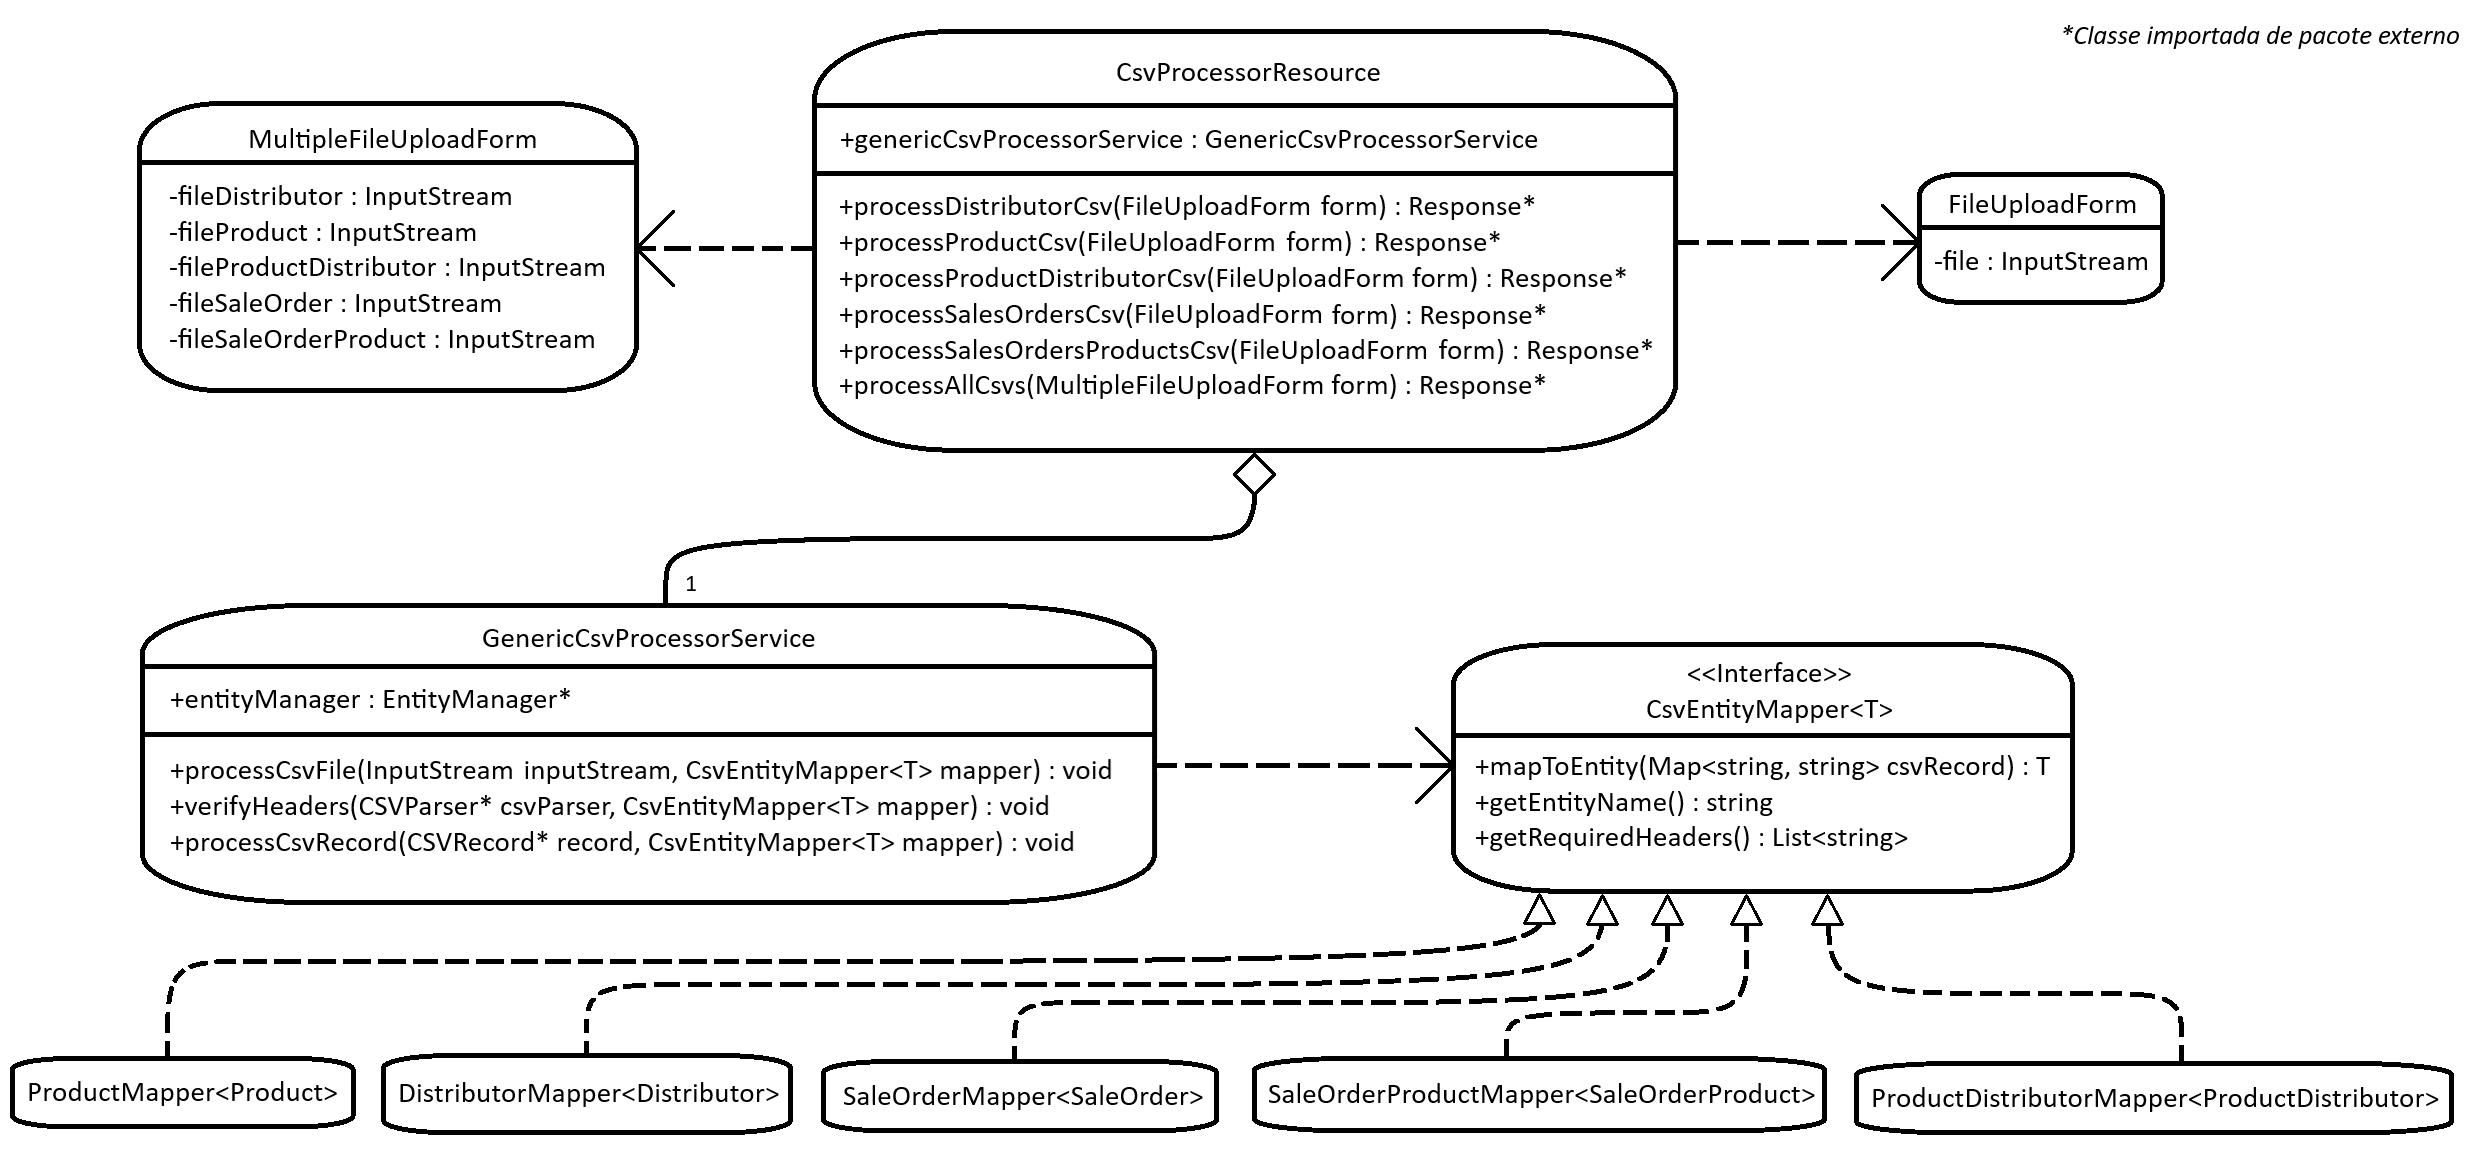 *Classe importada de pacote externo
CsvProcessorResource
+genericCsvProcessorService : GenericCsvProcessorService
+processDistributorCsv(FileUploadForm form) : Response*
+processProductCsv(FileUploadForm form) : Response*
+processProductDistributorCsv(FileUploadForm form) : Response*
+processSalesOrdersCsv(FileUploadForm form) : Response*
+processSalesOrdersProductsCsv(FileUploadForm form) : Response*
+processAllCsvs(MultipleFileUploadForm form) : Response*
MultipleFileUploadForm
-fileDistributor : InputStream
-fileProduct : InputStream
-fileProductDistributor : InputStream
-fileSaleOrder : InputStream
-fileSaleOrderProduct : InputStream
FileUploadForm
-file : InputStream
1
GenericCsvProcessorService
+entityManager : EntityManager*
+processCsvFile(InputStream inputStream, CsvEntityMapper<T> mapper) : void
+verifyHeaders(CSVParser* csvParser, CsvEntityMapper<T> mapper) : void
+processCsvRecord(CSVRecord* record, CsvEntityMapper<T> mapper) : void
<<Interface>>
CsvEntityMapper<T>
+mapToEntity(Map<string, string> csvRecord) : T
+getEntityName() : string
+getRequiredHeaders() : List<string>
ProductMapper<Product>
DistributorMapper<Distributor>
SaleOrderMapper<SaleOrder>
SaleOrderProductMapper<SaleOrderProduct>
ProductDistributorMapper<ProductDistributor>